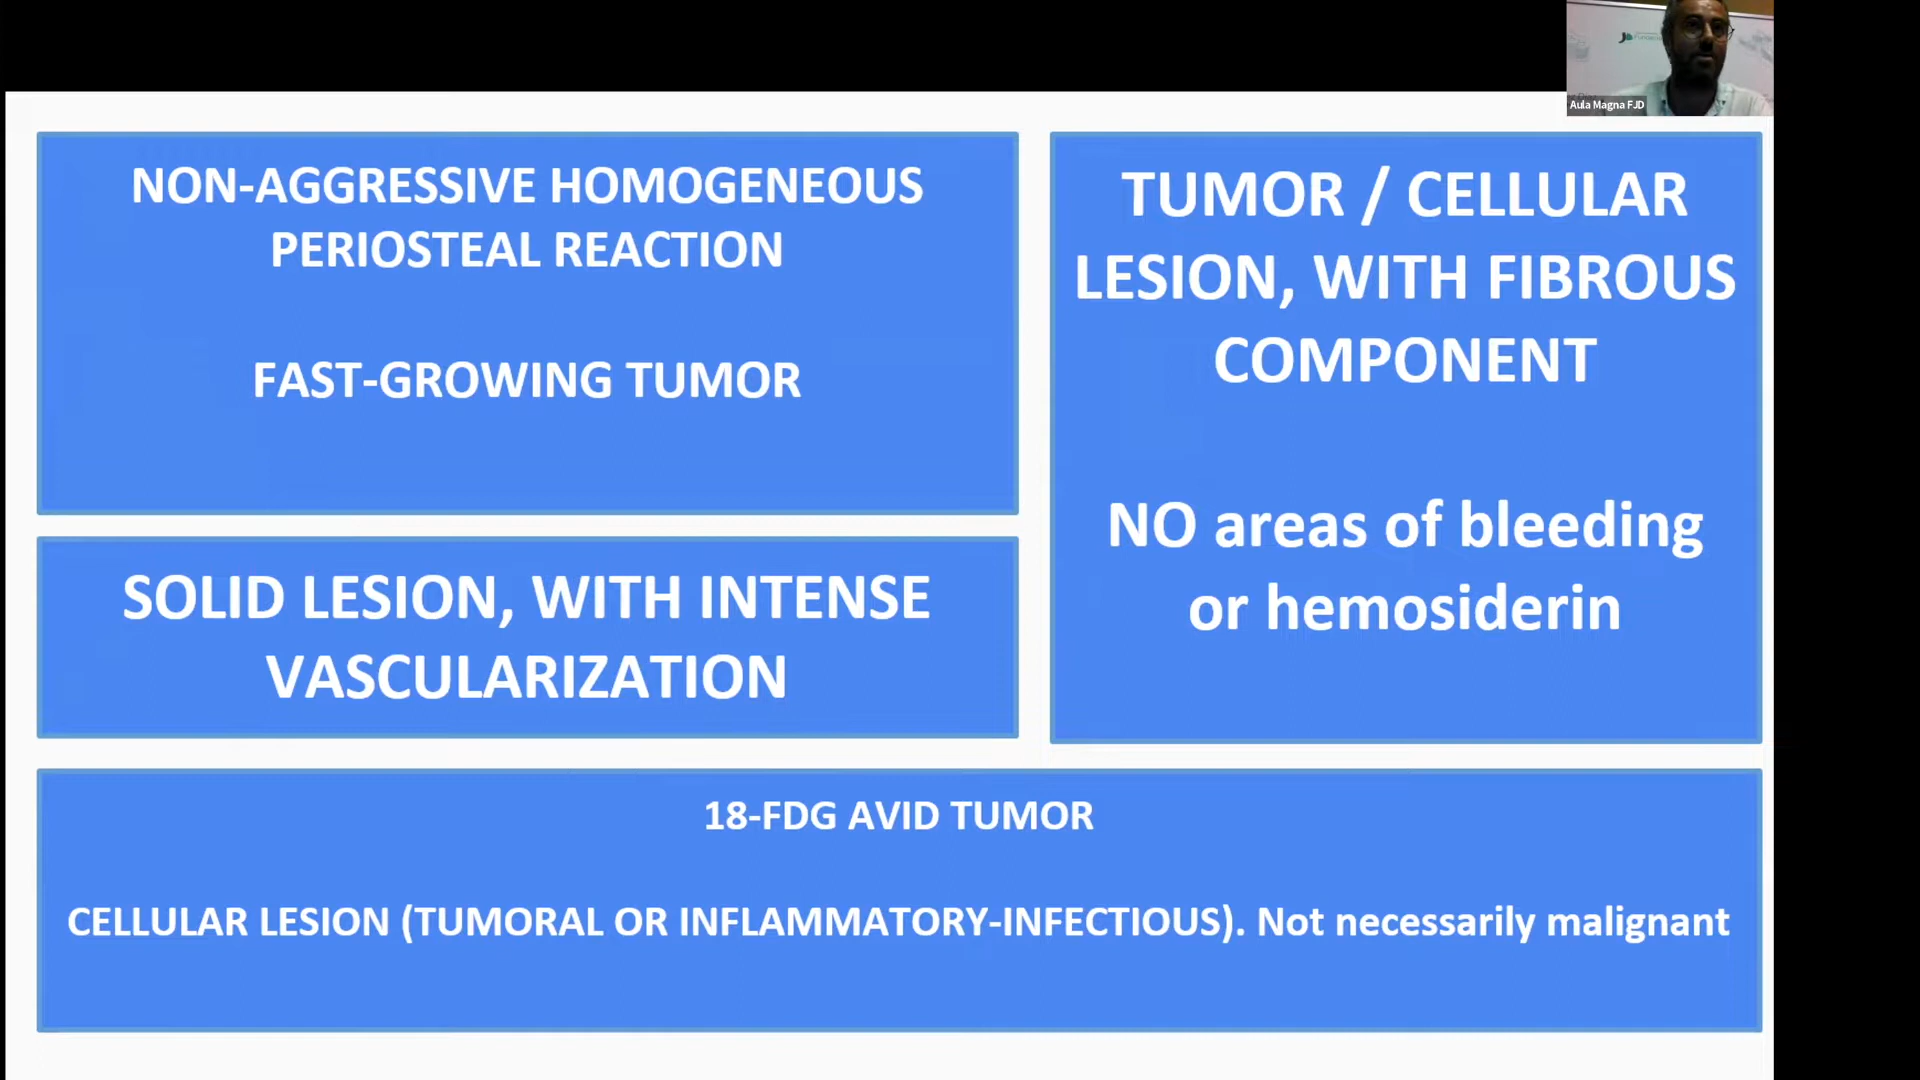 NON-AGGRESSIVE HOMOGENEOUS
PERIOSTEAL REACTION
FAST-GROWING TUMOR
SOLID LESION, WITH INTENSE
VASCULARIZATION
TUMOR / CELLULAR
LESION, WITH FIBROUS
COMPONENT
NO areas of bleeding
or hemosiderin
18-FDG AVID TUMOR
CELLULAR LESION (TUMORAL OR INFLAMMATORY-INFECTIOUS). Not necessarily malignant
Aula Magna FJD